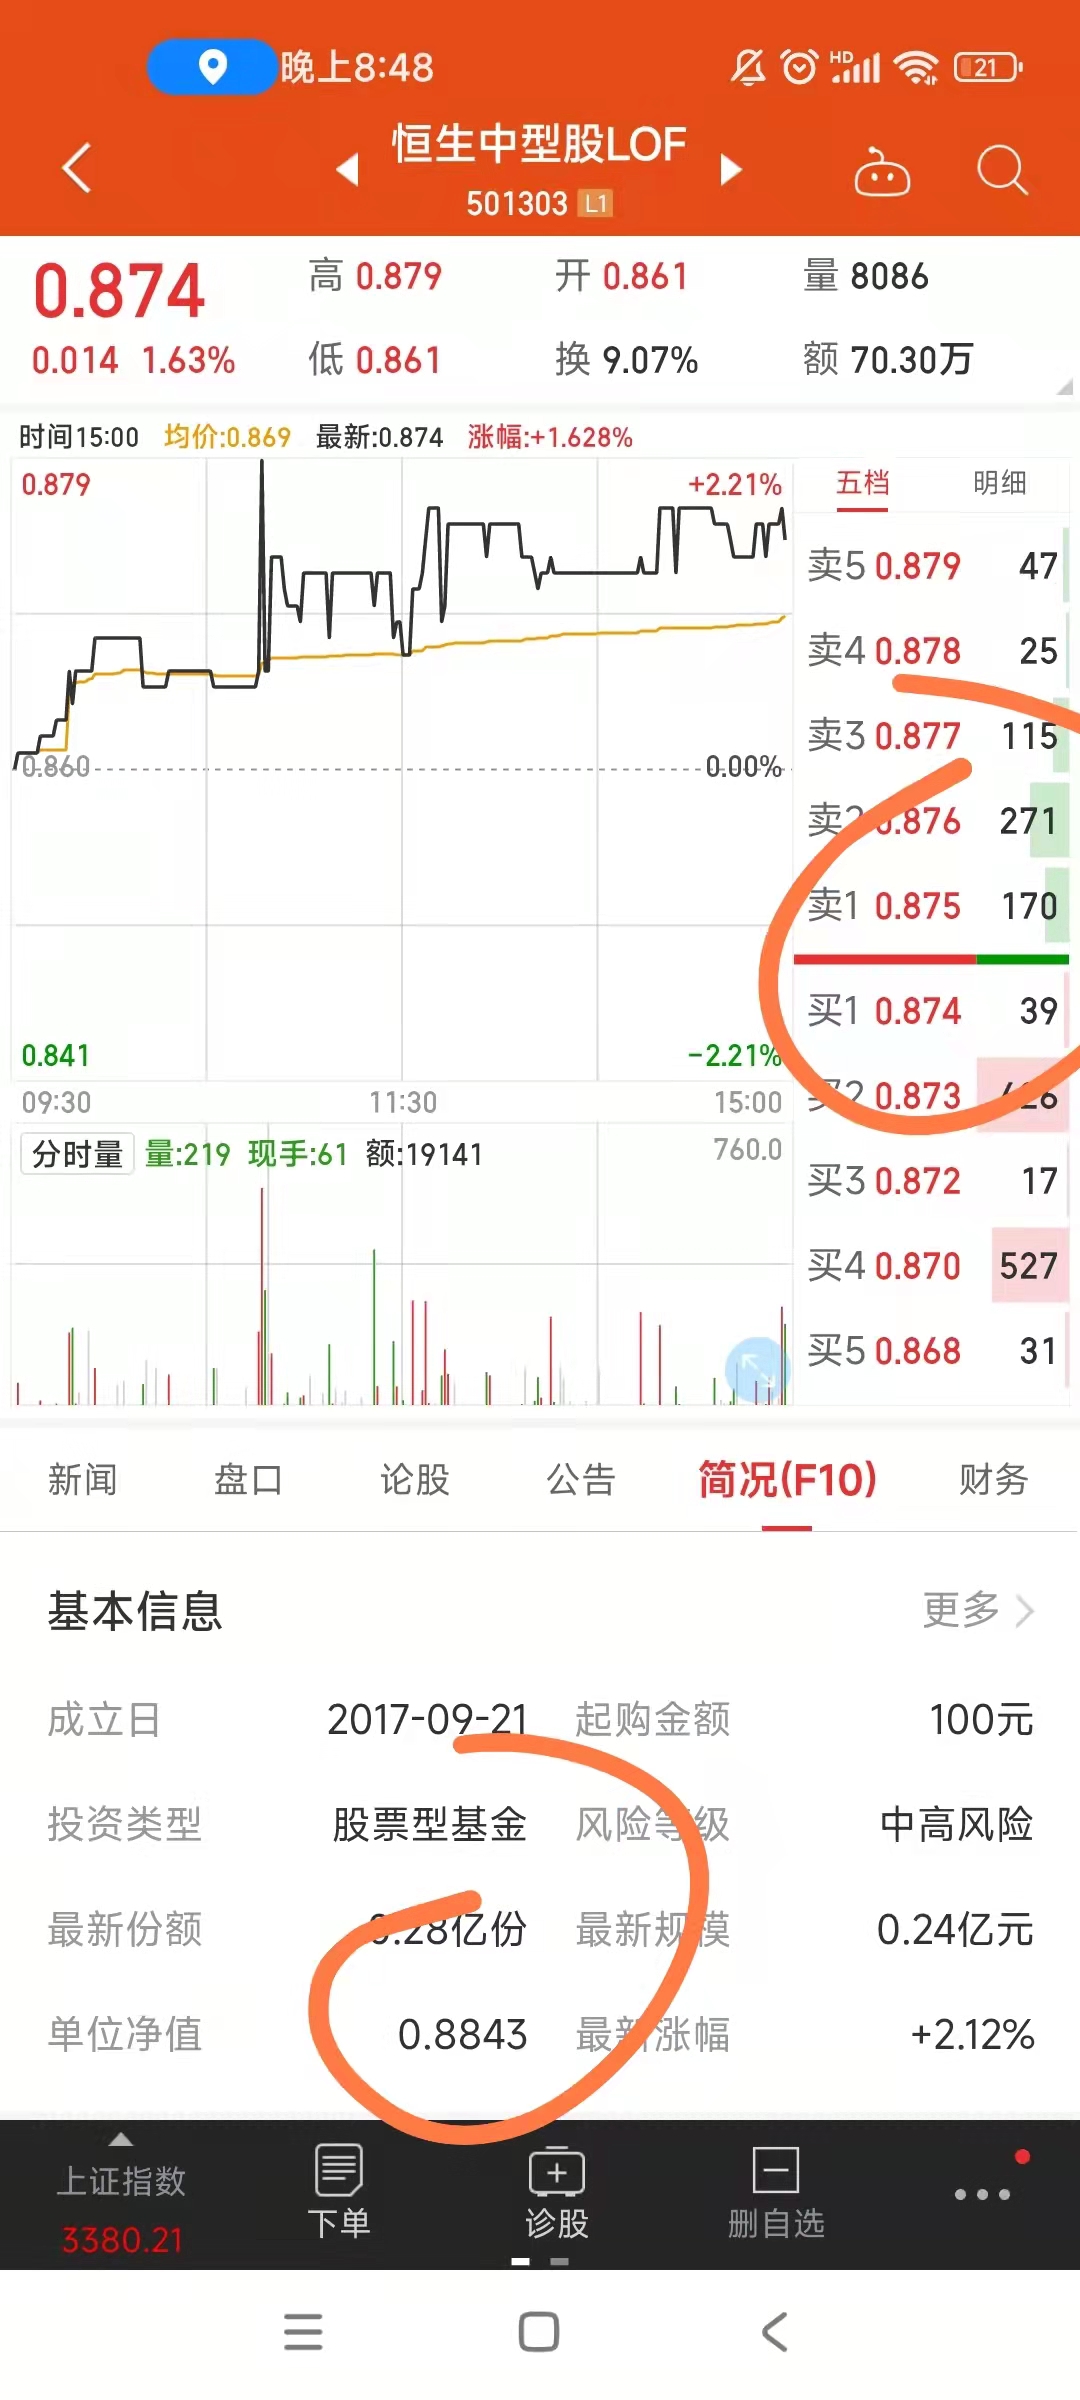 晚上8:48
HD
21
恒生中型股LOF
501303 L1
0.874 高 0.879 开 0.861 量 8086
0.014 1.63% 低 0.861 换 9.07% 额 70.30万
时间15:00 均价:0.869 最新:0.874 涨幅:+1.628%
0.879 +2.21%
0.860 0.00%
0.841 -2.21%
09:30 11:30 15:00
分时量 量:219 现手:61 额:19141 760.0
五档 明细
卖5 0.879 47
卖4 0.878 25
卖3 0.877 115
卖2 0.876 271
卖1 0.875 170
买1 0.874 39
买2 0.873 426
买3 0.872 17
买4 0.870 527
买5 0.868 31
新闻 盘口 论股 公告 简况(F10) 财务
基本信息 更多
成立日 2017-09-21 起购金额 100元
投资类型 股票型基金 风险等级 中高风险
最新份额 0.28亿份 最新规模 0.24亿元
单位净值 0.8843 最新涨幅 +2.12%
上证指数
3380.21
下单
诊股
删自选